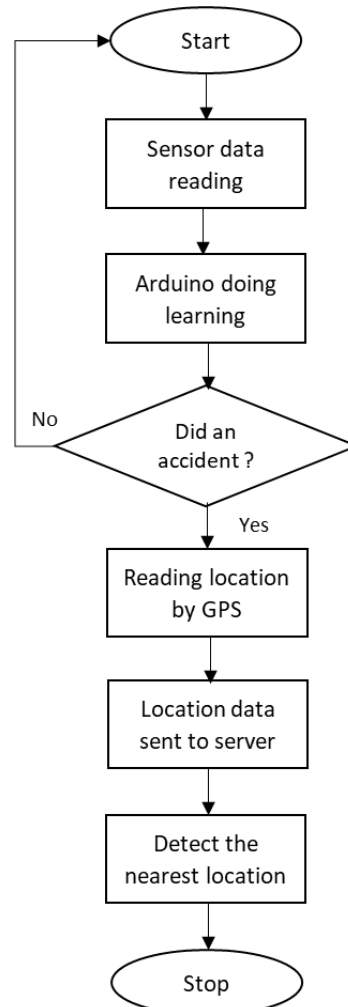 Start
Sensor data
reading
Arduino doing
learning
No
Did an
accident ?
Yes
Reading location
by GPS
Location data
sent to server
Detect the
nearest location
Stop